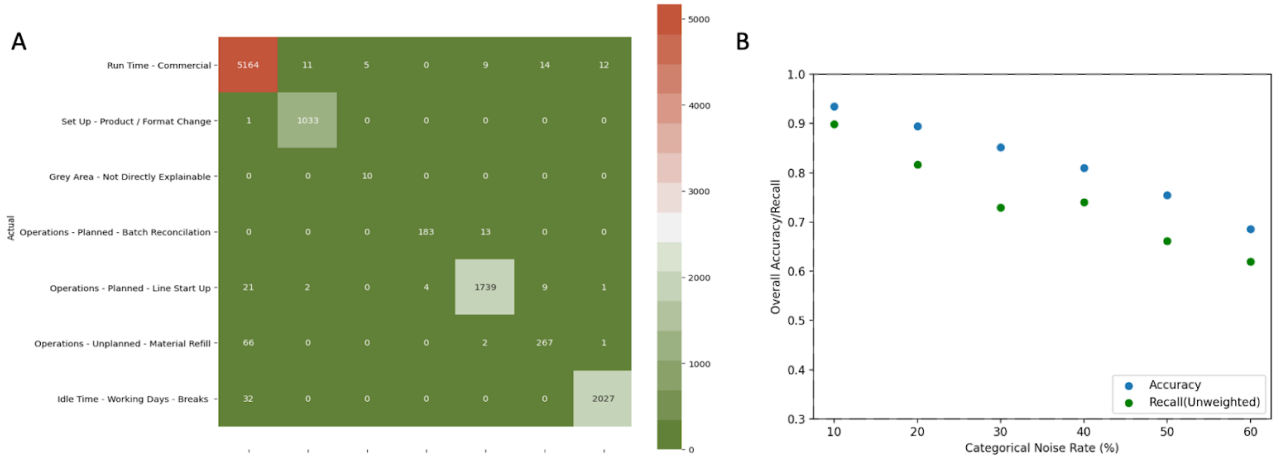 A
Actual
Run Time - Commercial 5164 11 5 0 9 14 12
Set Up - Product / Format Change 1 1033 0 0 0 0 0
Grey Area - Not Directly Explainable 0 0 10 0 0 0 0
Operations - Planned - Batch Reconcilation 0 0 0 183 13 0 0
Operations - Planned - Line Start Up 21 2 0 4 1739 9 1
Operations - Unplanned - Material Refill 66 0 0 0 2 267 1
Idle Time - Working Days - Breaks 32 0 0 0 0 0 2027
5000
4000
3000
2000
1000
0
B
Overall Accuracy/Recall
1.0
0.9
0.8
0.7
0.6
0.5
0.4
0.3
Accuracy
Recall(Unweighted)
10 20 30 40 50 60
Categorical Noise Rate (%)